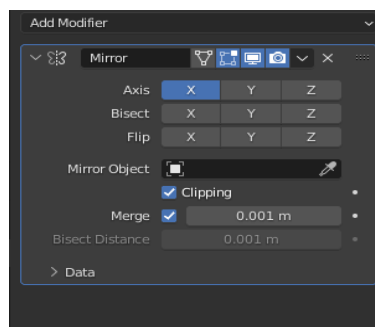 Add Modifier
Mirror
Axis X Y Z
Bisect X Y Z
Flip X Y Z
Mirror Object
Clipping
Merge 0.001 m
Bisect Distance 0.001 m
Data